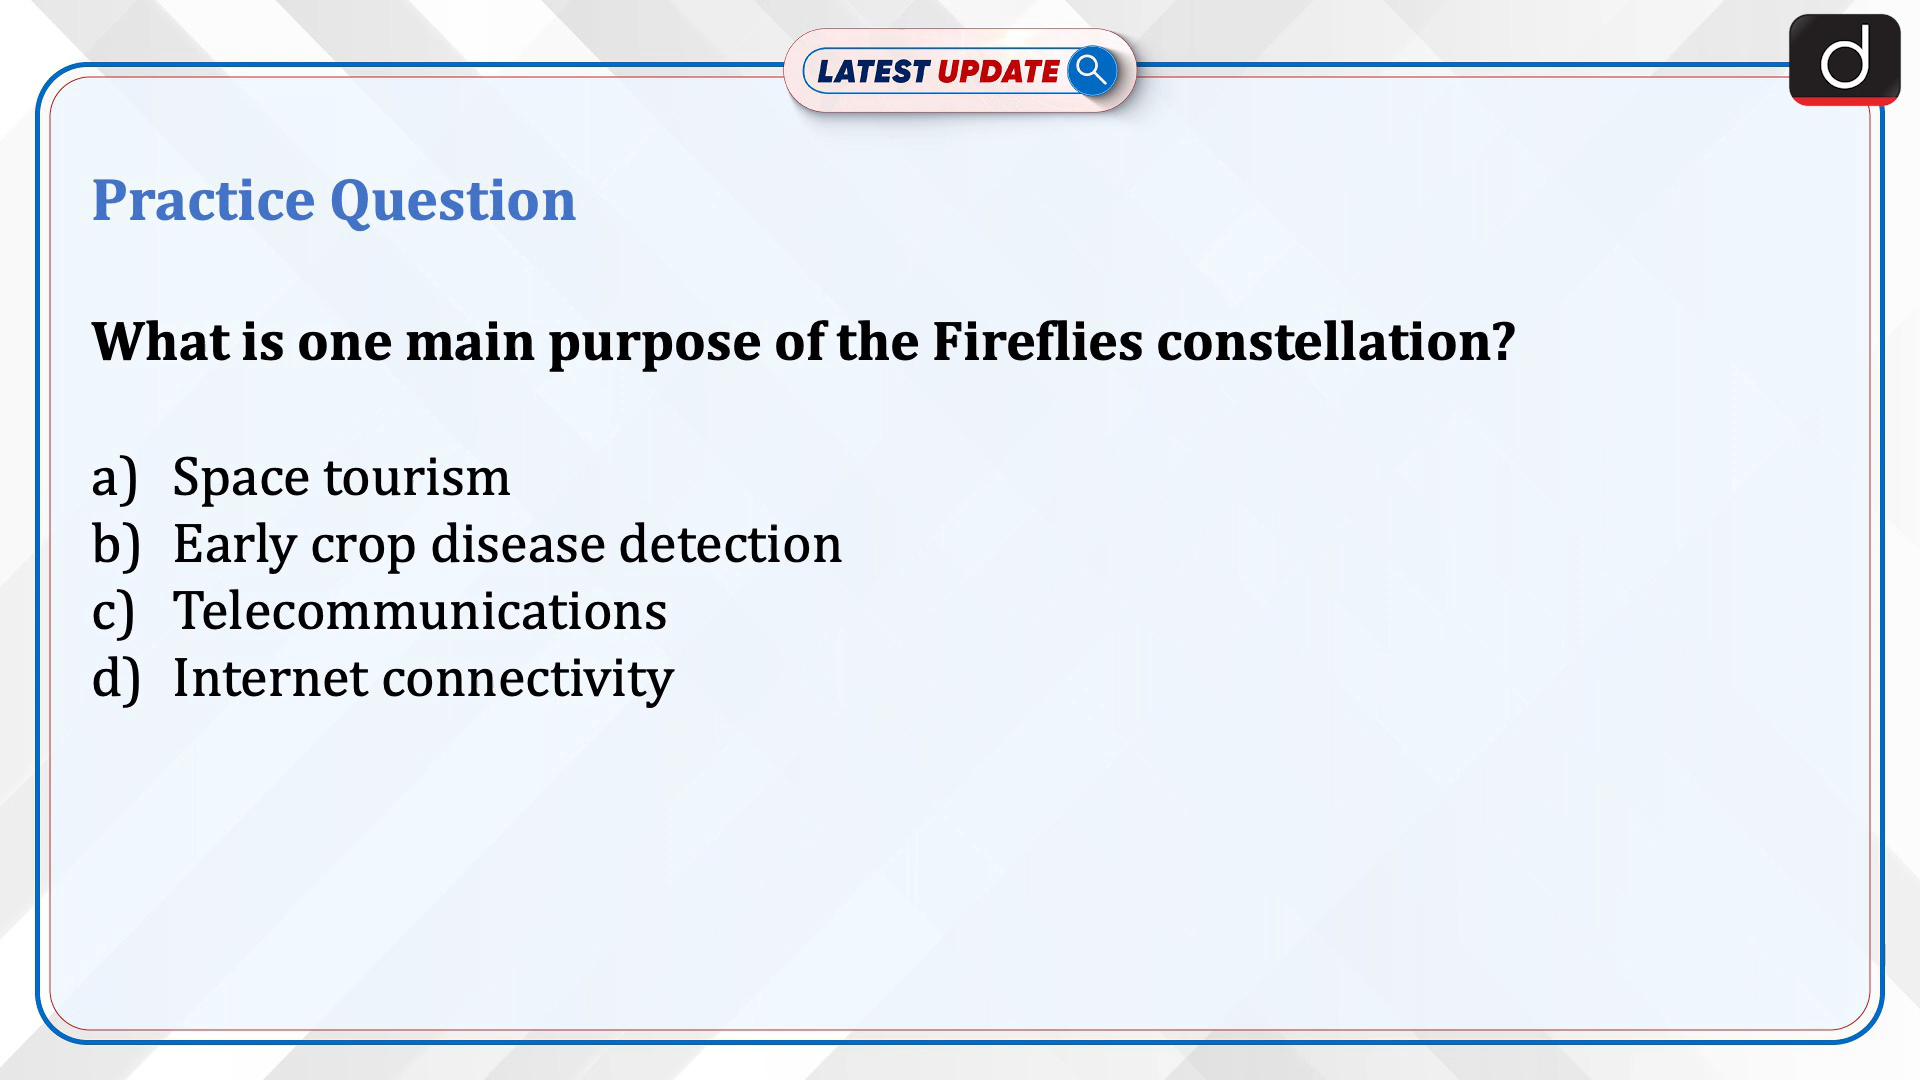 LATEST UPDATE
d
Practice Question
What is one main purpose of the Fireflies constellation?
a) Space tourism
b) Early crop disease detection
c) Telecommunications
d) Internet connectivity